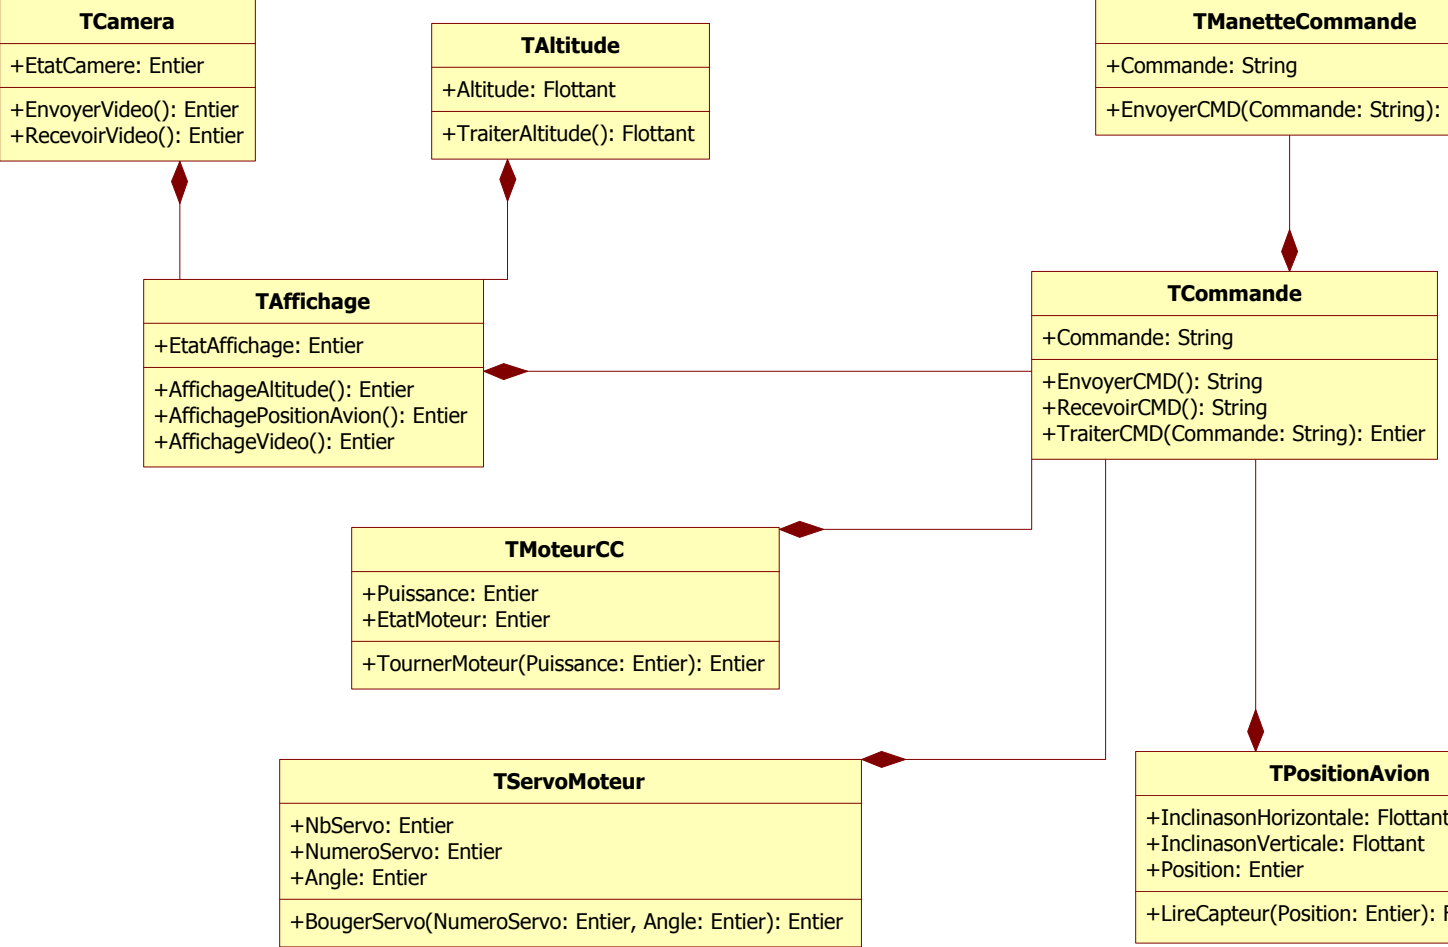 TCamera
+EtatCamere: Entier
+EnvoyerVideo(): Entier
+RecevoirVideo(): Entier
TAltitude
+Altitude: Flottant
+TraiterAltitude(): Flottant
TManetteCommande
+Commande: String
+EnvoyerCMD(Commande: String):
TAffichage
+EtatAffichage: Entier
+AffichageAltitude(): Entier
+AffichagePositionAvion(): Entier
+AffichageVideo(): Entier
TCommande
+Commande: String
+EnvoyerCMD(): String
+RecevoirCMD(): String
+TraiterCMD(Commande: String): Entier
TMoteurCC
+Puissance: Entier
+EtatMoteur: Entier
+TournerMoteur(Puissance: Entier): Entier
TServoMoteur
+NbServo: Entier
+NumeroServo: Entier
+Angle: Entier
+BougerServo(NumeroServo: Entier, Angle: Entier): Entier
TPositionAvion
+InclinasonHorizontale: Flottant
+InclinasonVerticale: Flottant
+Position: Entier
+LireCapteur(Position: Entier):